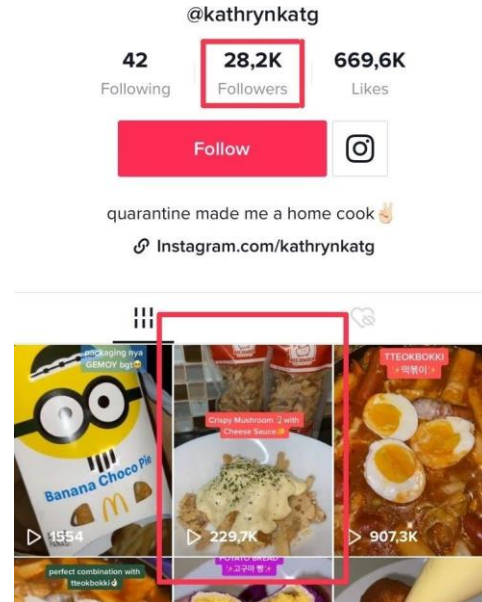 @kathrynkatg
42 28,2K 669,6K
Following Followers Likes
Follow
quarantine made me a home cook✌🏻
Instagram.com/kathrynkatg
packaging nya
GEMOY bgt
Banana Choco Pie
1554
Crispy Mushroom with
Cheese Sauce
229,7K
TTEOKBOKKI
떡볶이
907,3K
perfect combination with
tteokbokki
POTATO BREAD
고구마 빵